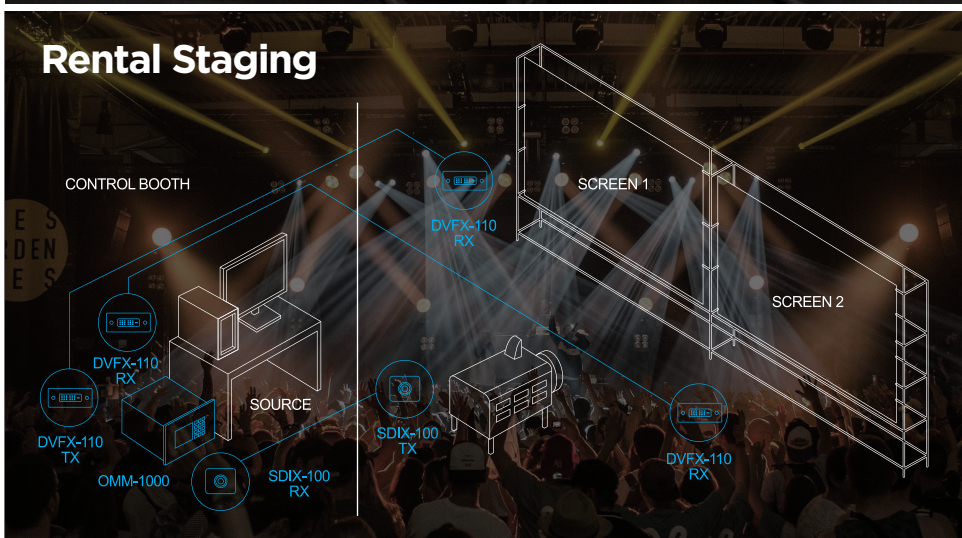 Rental Staging
CONTROL BOOTH
SCREEN 1
DVFX-110
RX
SCREEN 2
DVFX-110
RX
SOURCE
DVFX-110
TX
OMM-1000
SDIX-100
RX
SDIX-100
TX
DVFX-110
RX
E S
RDEN
E S